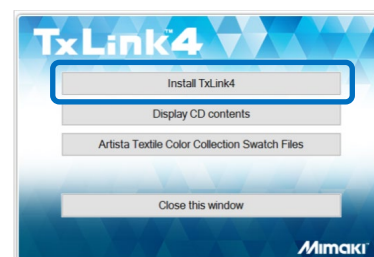 TxLink4
Install TxLink4
Display CD contents
Artista Textile Color Collection Swatch Files
Close this window
Mimaki